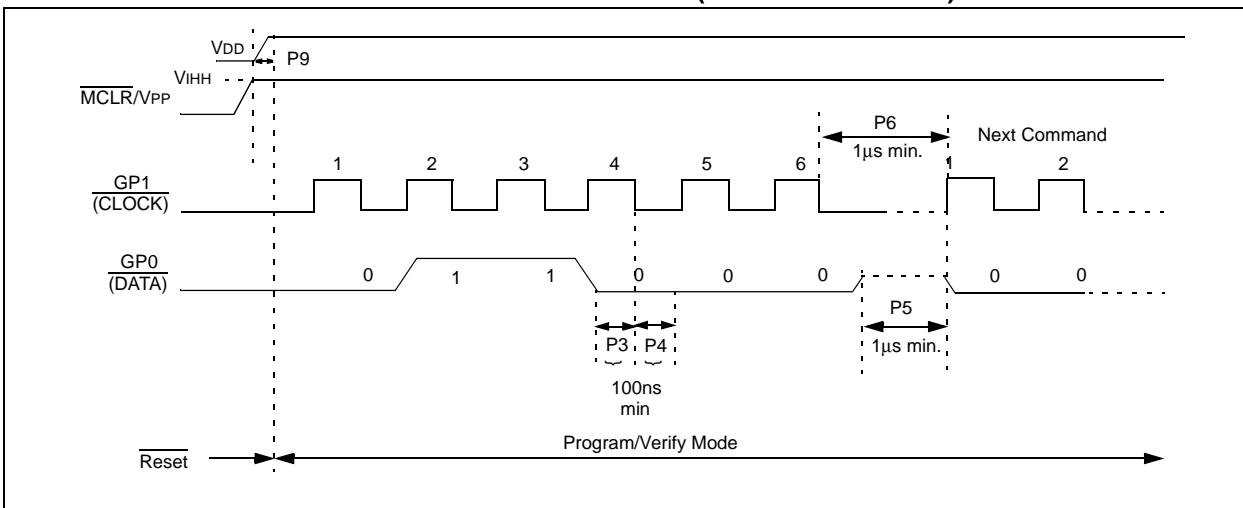 VDD
P9
VIHH
MCLR/VPP
P6
1µs min.
Next Command
1 2 3 4 5 6 1 2
GP1
(CLOCK)
GP0
(DATA)
0 1 1 0 0 0 0 0
P5
1µs min.
P3 P4
100ns
min
Program/Verify Mode
Reset